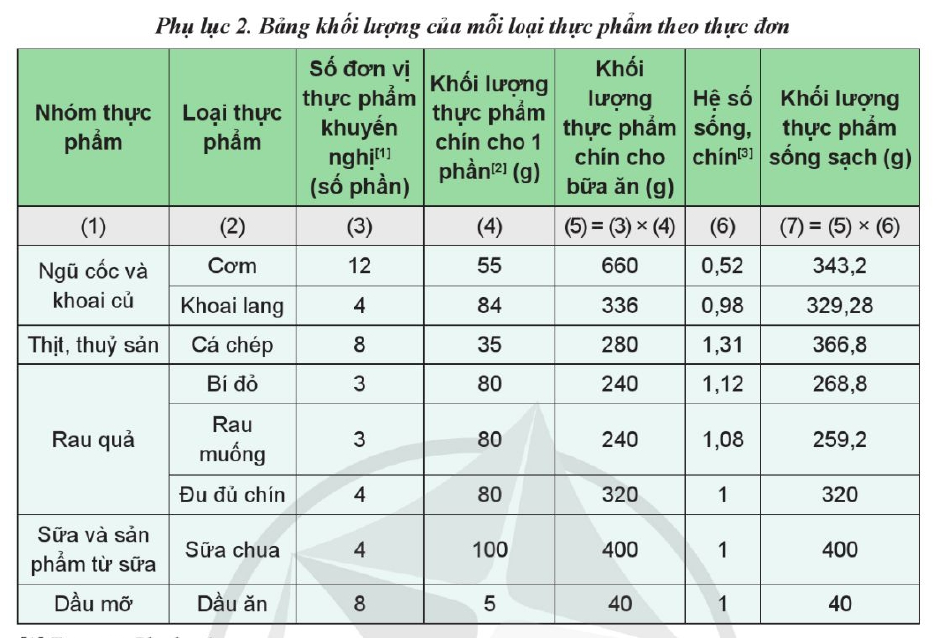 Phụ lục 2. Bảng khối lượng của mỗi loại thực phẩm theo thực đơn
Nhóm thực phẩm | Loại thực phẩm | Số đơn vị thực phẩm khuyến nghị[1] (số phần) | Khối lượng thực phẩm chín cho 1 phần[2] (g) | Khối lượng thực phẩm chín cho bữa ăn (g) | Hệ số sống, chín[3] | Khối lượng thực phẩm sống sạch (g)
(1) | (2) | (3) | (4) | (5) = (3) × (4) | (6) | (7) = (5) × (6)
Ngũ cốc và khoai củ | Cơm | 12 | 55 | 660 | 0,52 | 343,2
Khoai lang | 4 | 84 | 336 | 0,98 | 329,28
Thịt, thuỷ sản | Cá chép | 8 | 35 | 280 | 1,31 | 366,8
Rau quả | Bí đỏ | 3 | 80 | 240 | 1,12 | 268,8
Rau muống | 3 | 80 | 240 | 1,08 | 259,2
Đu đủ chín | 4 | 80 | 320 | 1 | 320
Sữa và sản phẩm từ sữa | Sữa chua | 4 | 100 | 400 | 1 | 400
Dầu mỡ | Dầu ăn | 8 | 5 | 40 | 1 | 40